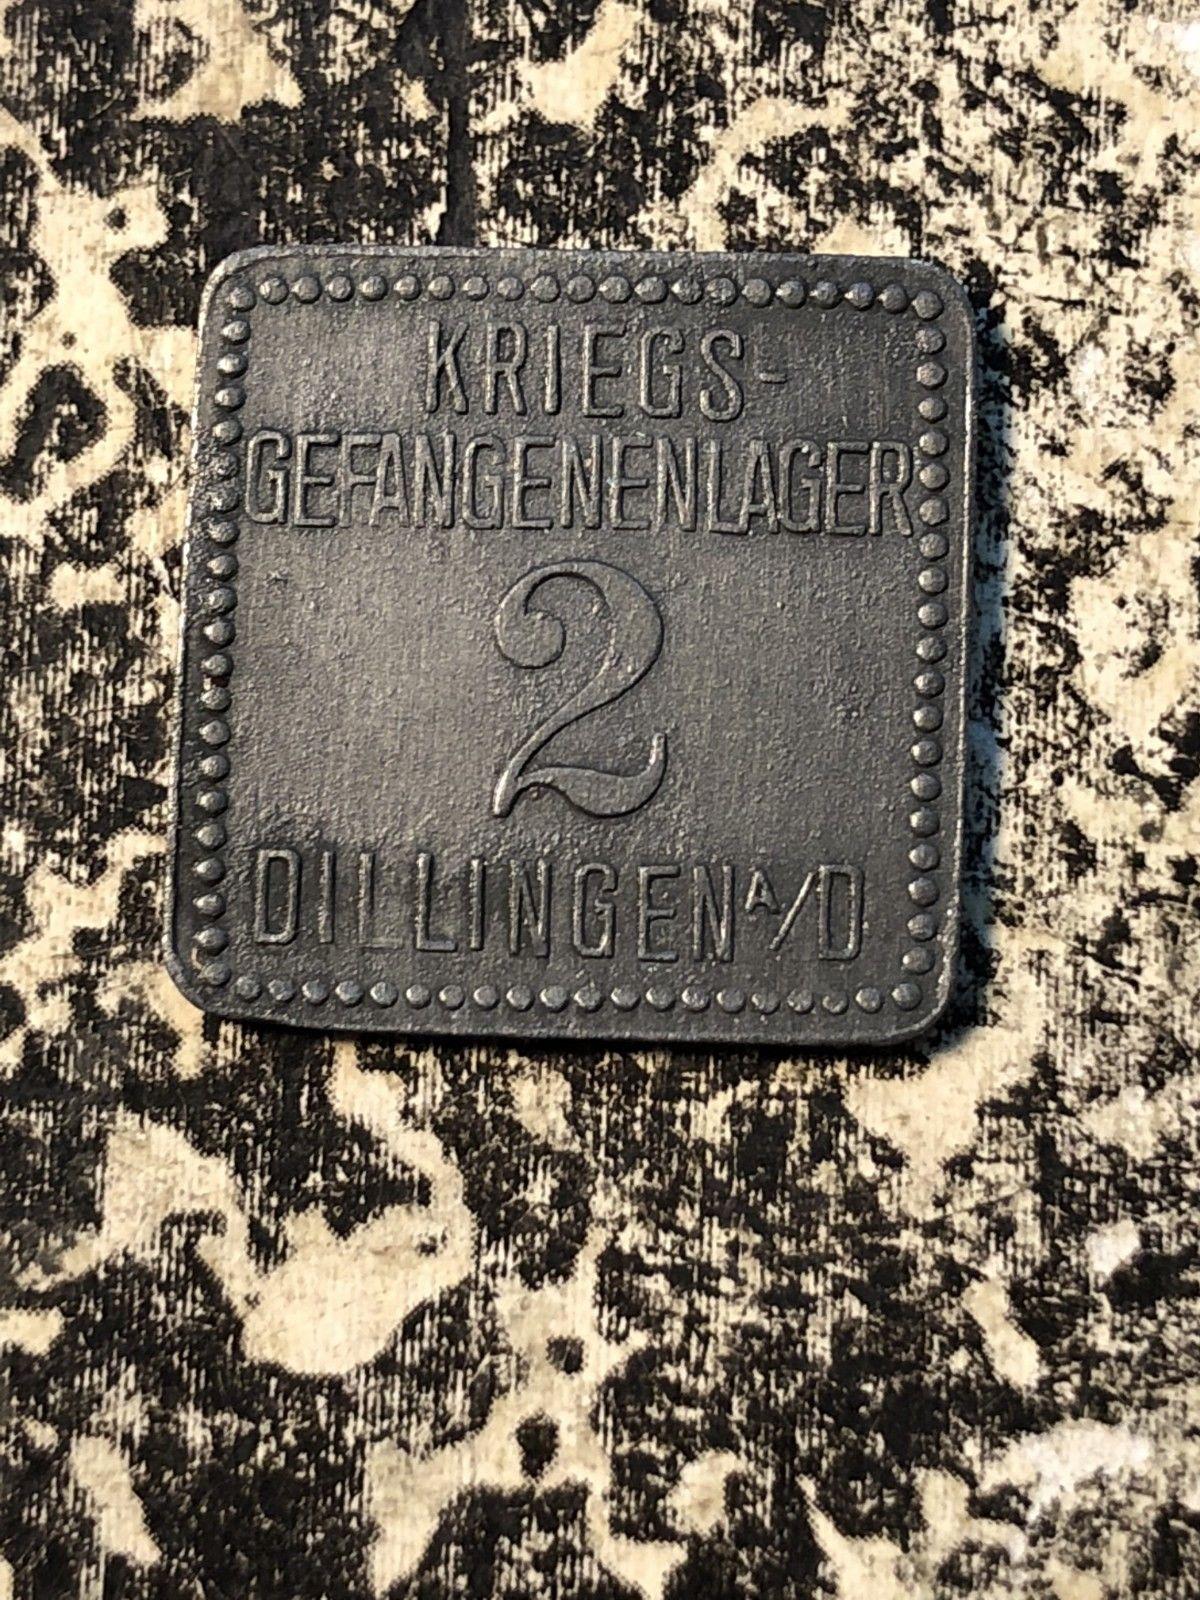 KRIEGS-
GEFANGENENLAGER
2
DILLINGEN A/D